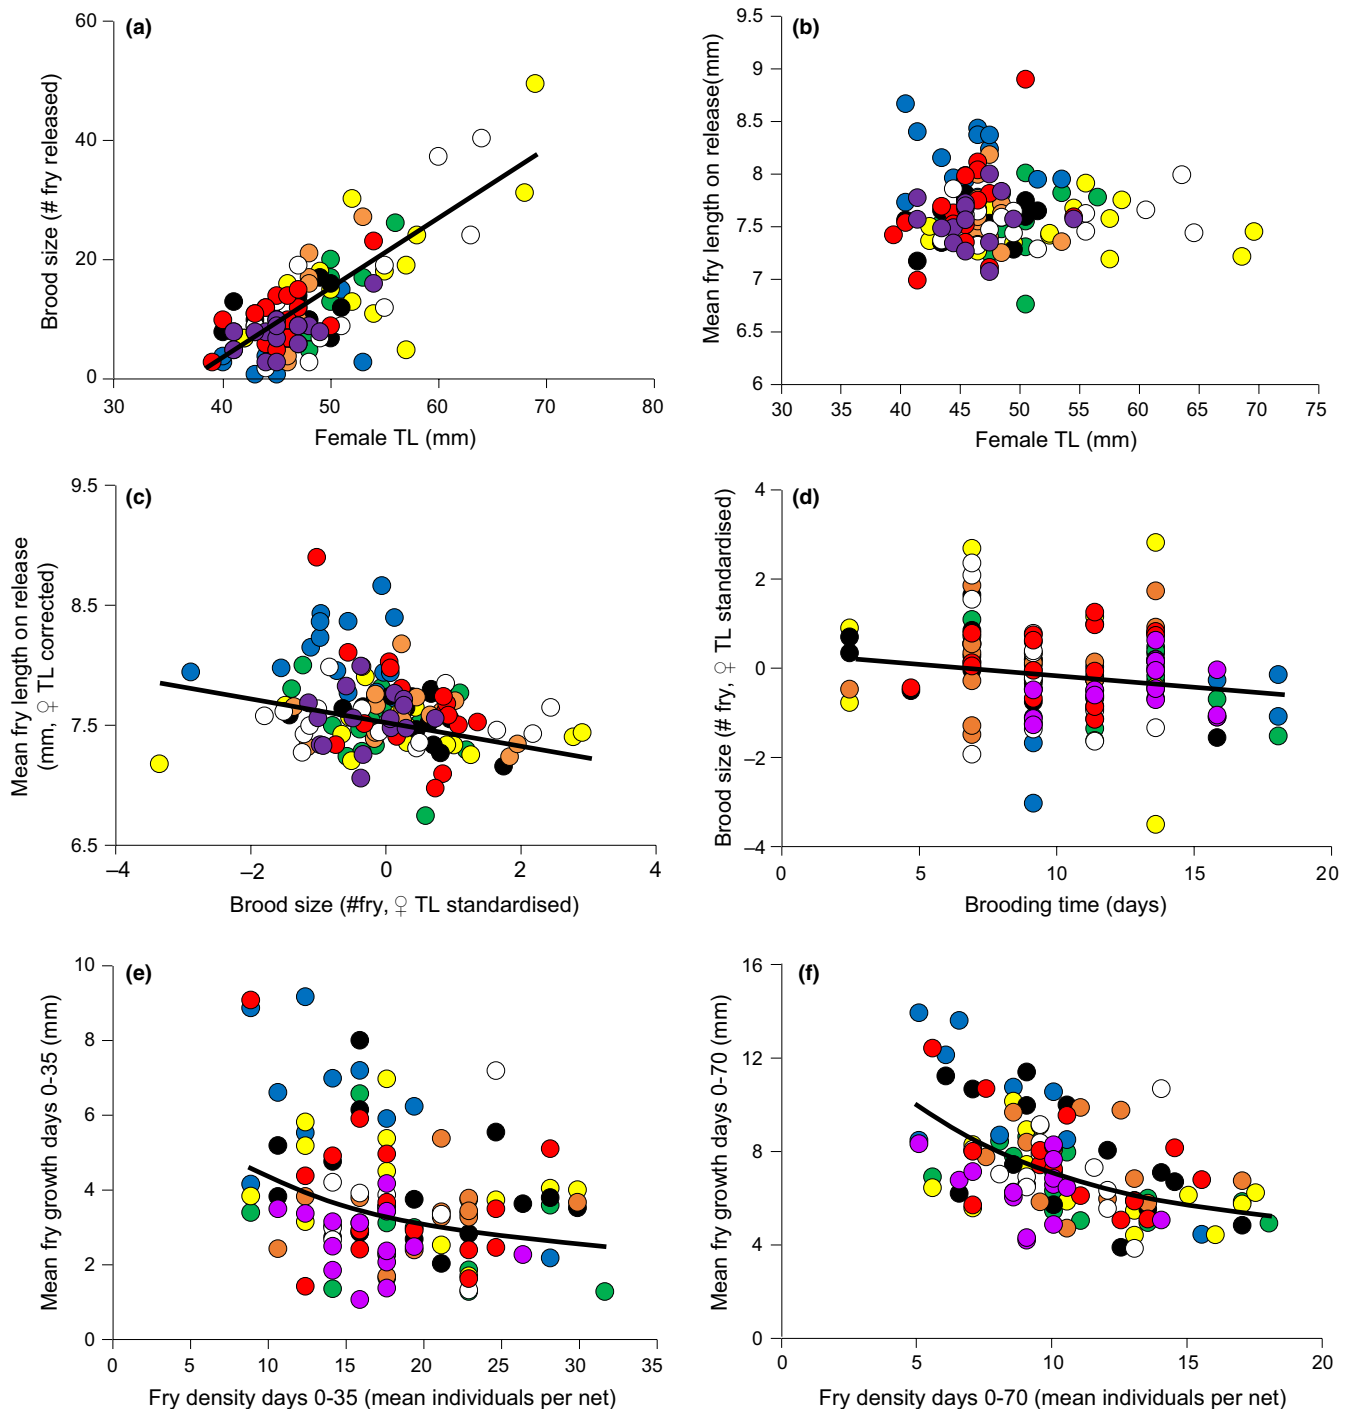 (a)
Brood size (# fry released)
60
40
20
0
30 40 50 60 70 80
Female TL (mm)
(b)
Mean fry length on release(mm)
9.5
9
8.5
8
7.5
7
6.5
6
30 35 40 45 50 55 60 65 70 75
Female TL (mm)
(c)
Mean fry length on release
(mm, ♀ TL corrected)
9.5
8.5
7.5
6.5
–4 –2 0 2 4
Brood size (#fry, ♀ TL standardised)
(d)
Brood size (# fry, ♀ TL standardised)
4
2
0
–2
–4
0 5 10 15 20
Brooding time (days)
(e)
Mean fry growth days 0-35 (mm)
10
8
6
4
2
0
0 5 10 15 20 25 30 35
Fry density days 0-35 (mean individuals per net)
(f)
Mean fry growth days 0-70 (mm)
16
12
8
4
0
0 5 10 15 20
Fry density days 0-70 (mean individuals per net)